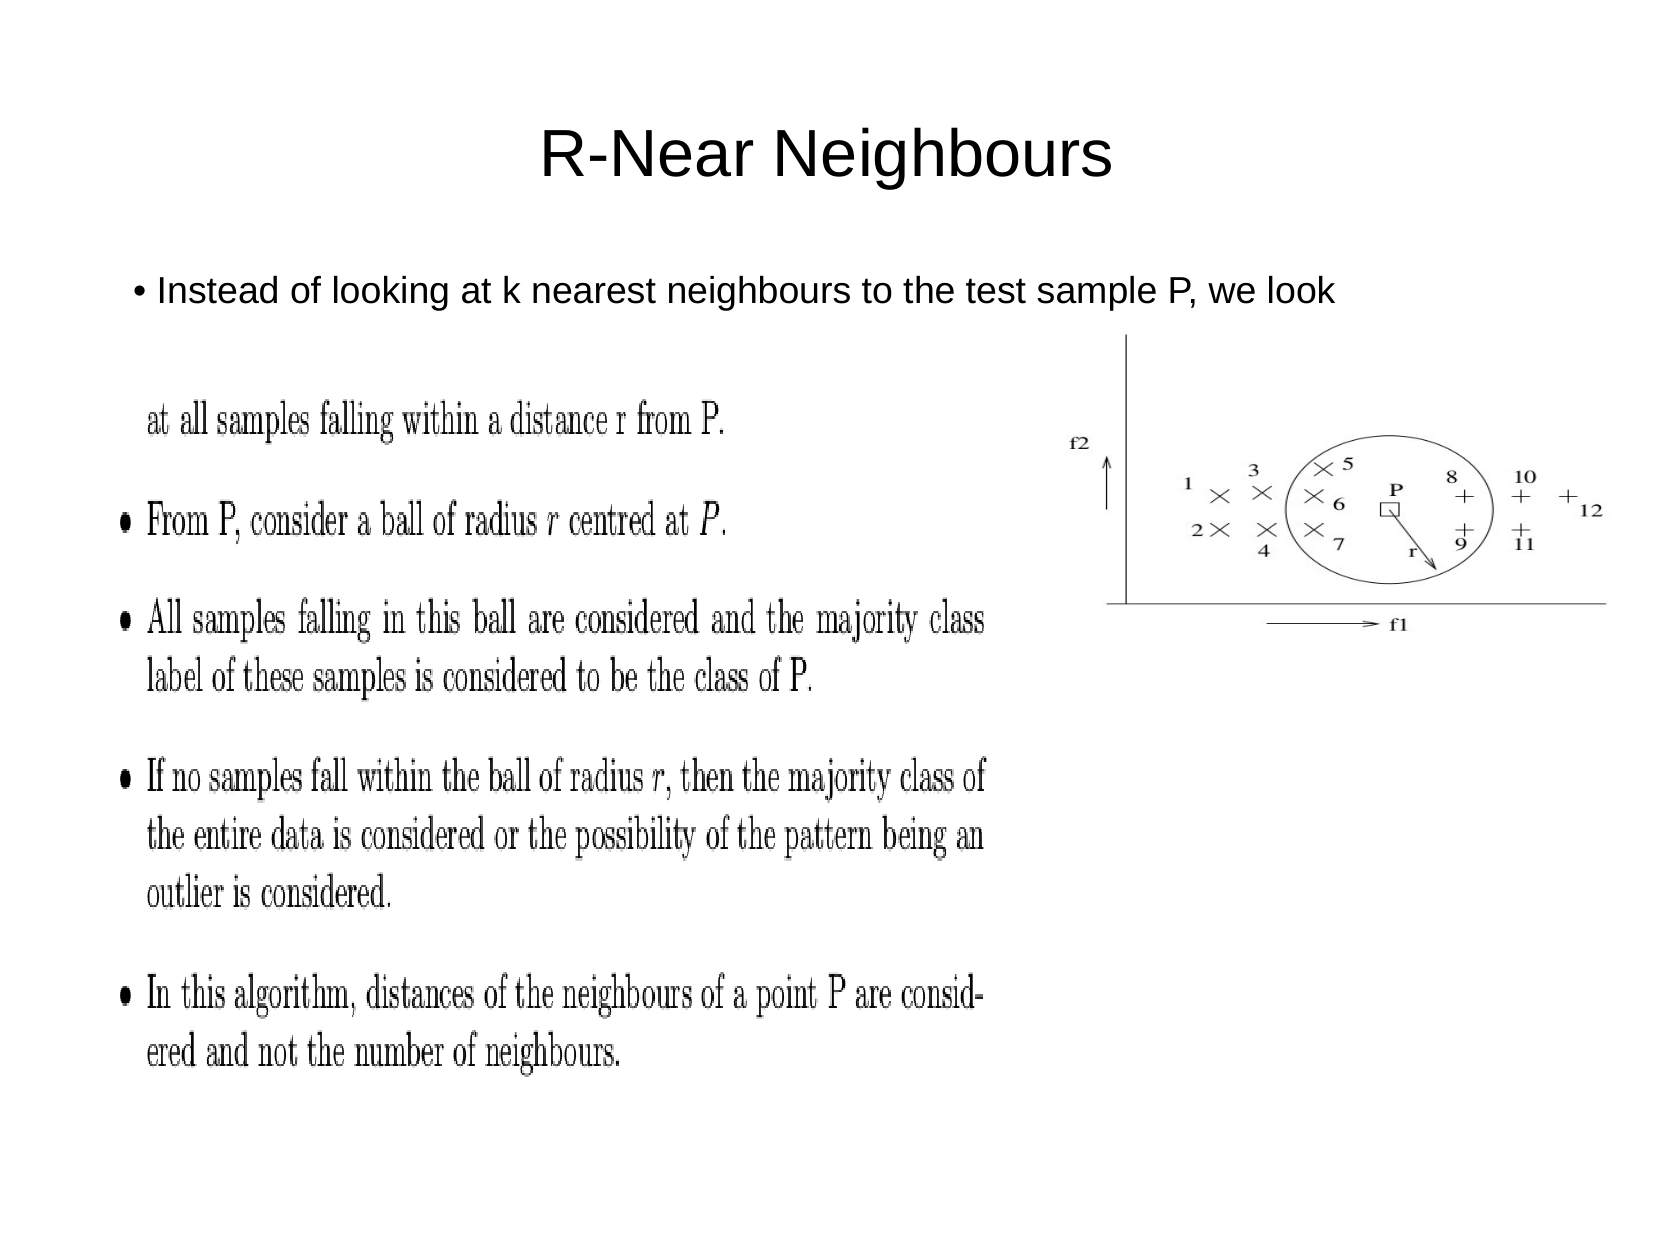 R-Near Neighbours
• Instead of looking at k nearest neighbours to the test sample P, we look
at all samples falling within a distance r from P.
• From P, consider a ball of radius r centred at P.
• All samples falling in this ball are considered and the majority class
label of these samples is considered to be the class of P.
• If no samples fall within the ball of radius r, then the majority class of
the entire data is considered or the possibility of the pattern being an
outlier is considered.
• In this algorithm, distances of the neighbours of a point P are consid-
ered and not the number of neighbours.
f2
1
2
3
4
5
6
7
P
r
8
9
10
11
12
f1